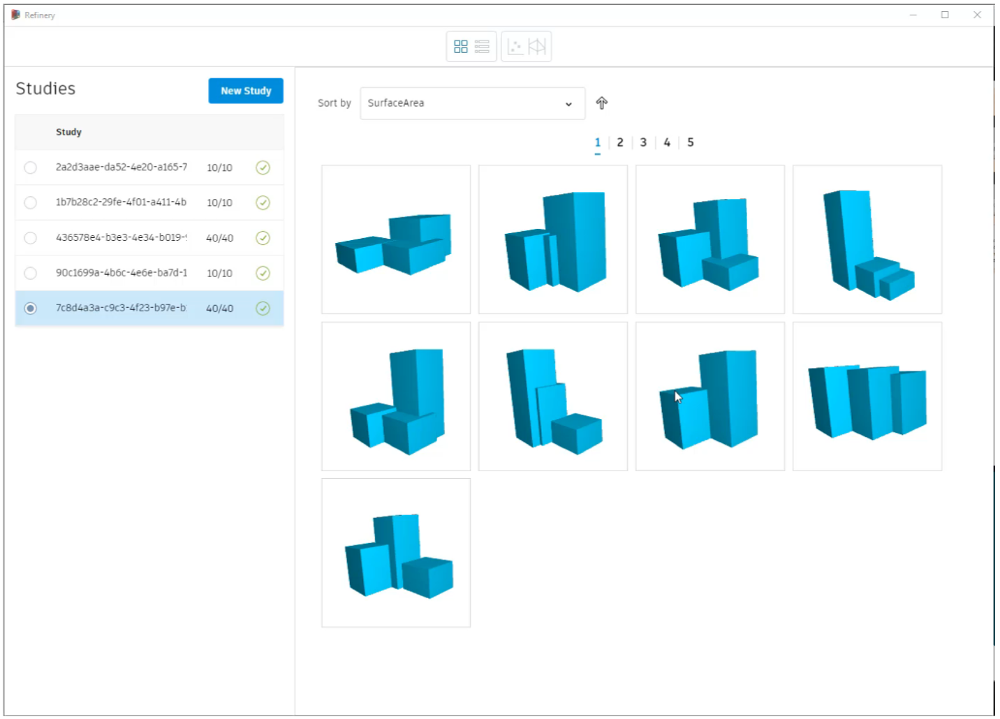 Refinery
Studies
New Study
Study
2a2d3aae-da52-4e20-a165-7 10/10
1b7b28c2-29fe-4f01-a411-4b 10/10
436578e4-b3e3-4e34-b019- 40/40
90c1699a-4b6c-4e6e-ba7d-1 10/10
7c8d4a3a-c9c3-4f23-b97e-b 40/40
Sort by SurfaceArea
1 2 3 4 5